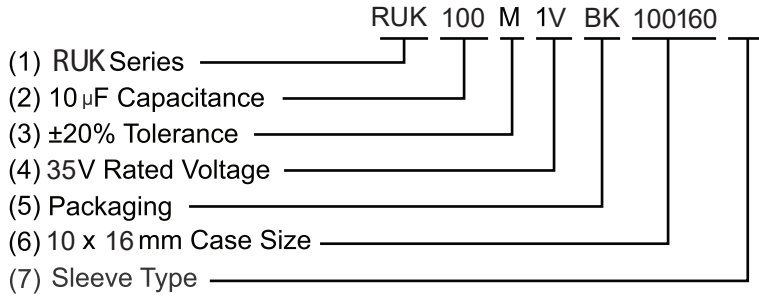 RUK 100 M 1V BK 100160
(1) RUK Series
(2) 10 µF Capacitance
(3) ±20% Tolerance
(4) 35V Rated Voltage
(5) Packaging
(6) 10 x 16 mm Case Size
(7) Sleeve Type